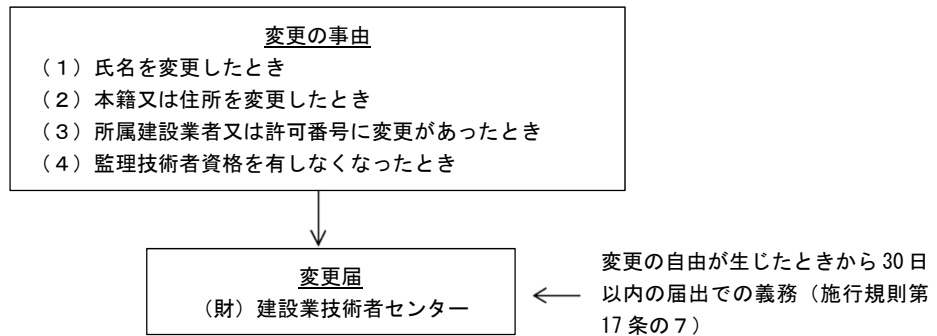 変更の事由
（１）氏名を変更したとき
（２）本籍又は住所を変更したとき
（３）所属建設業者又は許可番号に変更があったとき
（４）監理技術者資格を有しなくなったとき
変更届
（財）建設業技術者センター
変更の自由が生じたときから 30 日
以内の届出での義務（施行規則第
17 条の７）